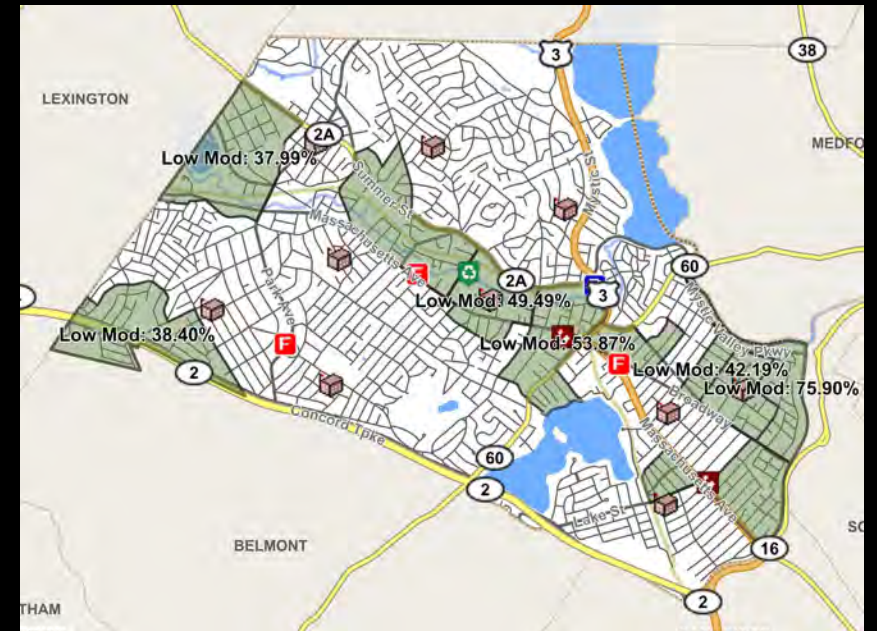 3
38
LEXINGTON
2A
MEDFO
Low Mod: 37.99%
Summer St
Mystic St
Massachusetts Ave
60
F
2A
3
Park Ave
Low Mod: 49.49%
Mystic Valley Pkwy
Low Mod: 38.40%
F
Low Mod: 53.87%
F
Low Mod: 42.19%
2
Low Mod: 75.90%
Broadway
Concord Tpke
Massachusetts Ave
60
2
Lake St
BELMONT
SO
16
THAM
2